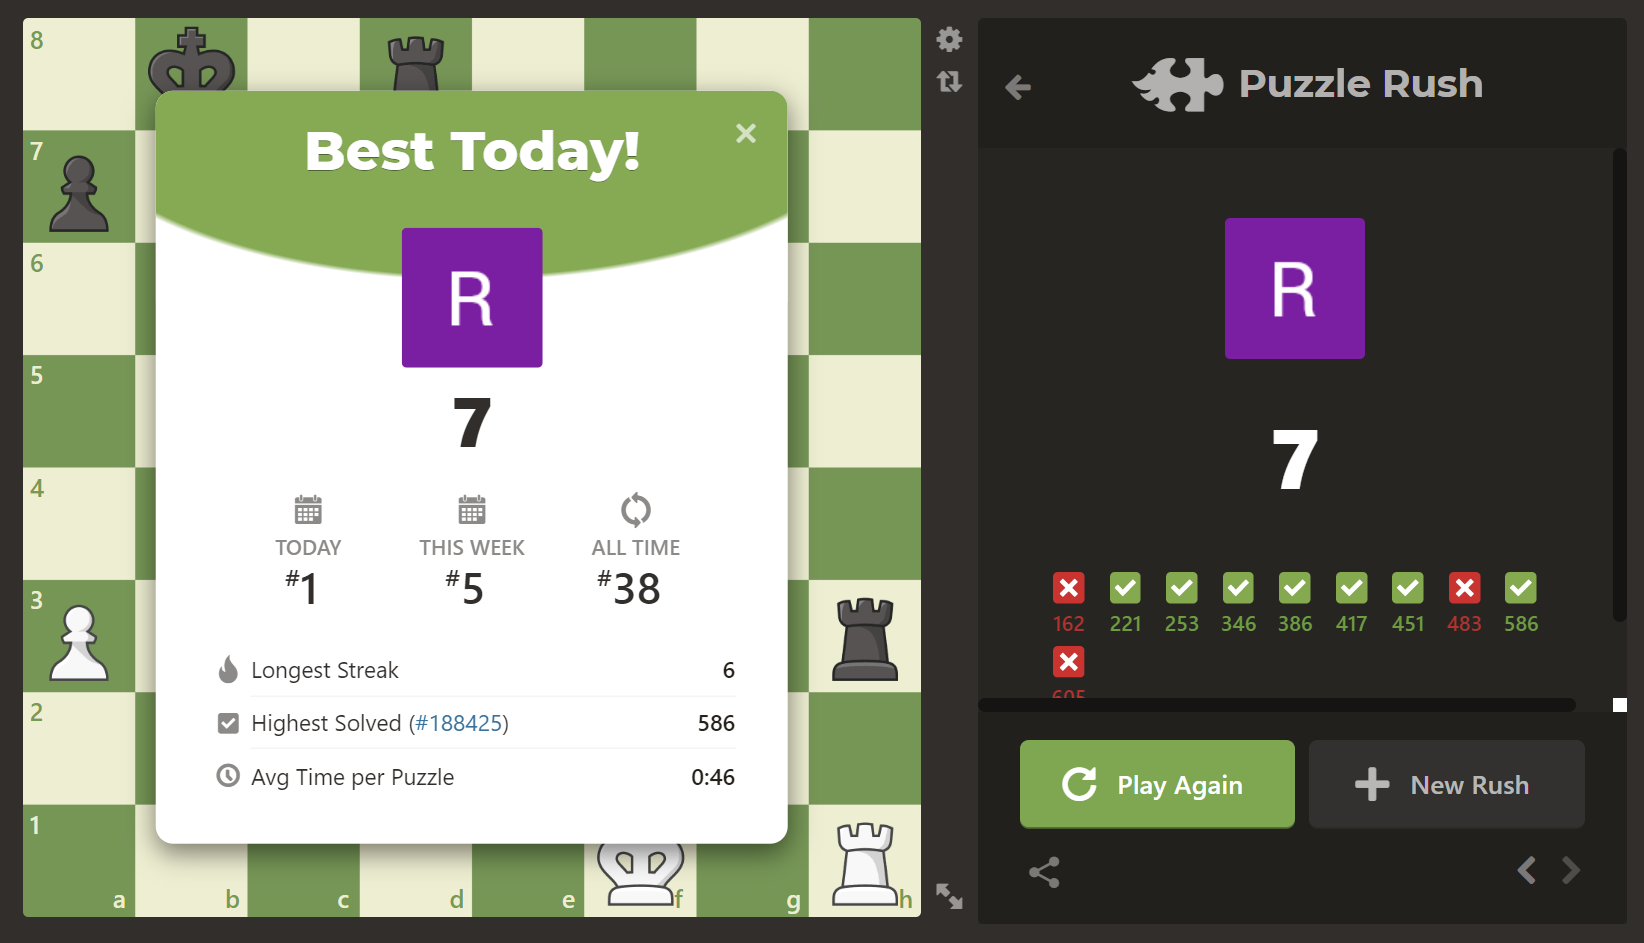 8
7
6
5
4
3
2
1
a b c d e f g h
Best Today!
R
7
TODAY
#1
THIS WEEK
#5
ALL TIME
#38
Longest Streak 6
Highest Solved (#188425) 586
Avg Time per Puzzle 0:46
Puzzle Rush
R
7
162 221 253 346 386 417 451 483 586
605
Play Again
New Rush